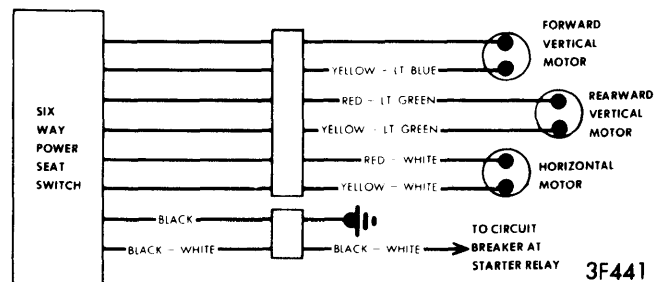 FORWARD
VERTICAL
MOTOR
YELLOW - LT BLUE
RED - LT GREEN
REARWARD
VERTICAL
MOTOR
YELLOW - LT GREEN
SIX
WAY
POWER
SEAT
SWITCH
RED - WHITE
HORIZONTAL
MOTOR
YELLOW - WHITE
BLACK
BLACK - WHITE
BLACK - WHITE
TO CIRCUIT
BREAKER AT
STARTER RELAY
3F441